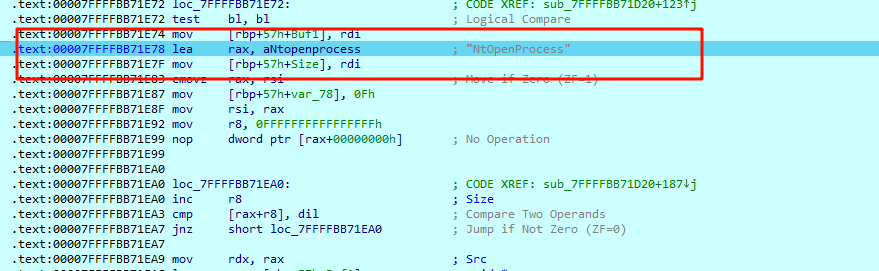 .text:00007FFFFBB71E72 loc_7FFFFBB71E72: ; CODE XREF: sub_7FFFFBB71D20+123↑j
.text:00007FFFFBB71E72 test bl, bl ; Logical Compare
.text:00007FFFFBB71E74 mov [rbp+57h+Buf1], rdi
.text:00007FFFFBB71E78 lea rax, aNtopenprocess ; "NtOpenProcess"
.text:00007FFFFBB71E7F mov [rbp+57h+Size], rdi
.text:00007FFFFBB71E83 cmovz rax, rsi ; Move if Zero (ZF=1)
.text:00007FFFFBB71E87 mov [rbp+57h+var_78], 0Fh
.text:00007FFFFBB71E8F mov rsi, rax
.text:00007FFFFBB71E92 mov r8, 0FFFFFFFFFFFFFFFFh
.text:00007FFFFBB71E99 nop dword ptr [rax+00000000h] ; No Operation
.text:00007FFFFBB71E99
.text:00007FFFFBB71EA0
.text:00007FFFFBB71EA0 loc_7FFFFBB71EA0: ; CODE XREF: sub_7FFFFBB71D20+187↓j
.text:00007FFFFBB71EA0 inc r8 ; Size
.text:00007FFFFBB71EA3 cmp [rax+r8], dil ; Compare Two Operands
.text:00007FFFFBB71EA7 jnz short loc_7FFFFBB71EA0 ; Jump if Not Zero (ZF=0)
.text:00007FFFFBB71EA7
.text:00007FFFFBB71EA9 mov rdx, rax ; Src